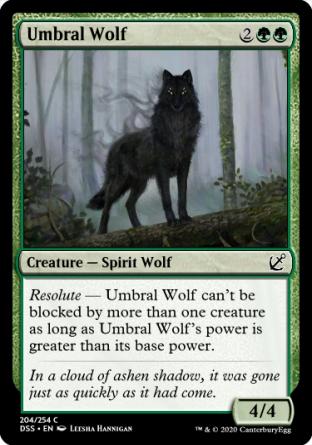 Umbral Wolf 2
Creature — Spirit Wolf
Resolute — Umbral Wolf can't be
blocked by more than one creature
as long as Umbral Wolf's power is
greater than its base power.
In a cloud of ashen shadow, it was gone
just as quickly as it had come.
4/4
204/254 C
DSS • EN Leesha Hannigan
™ & © 2020 CanterburyEgg